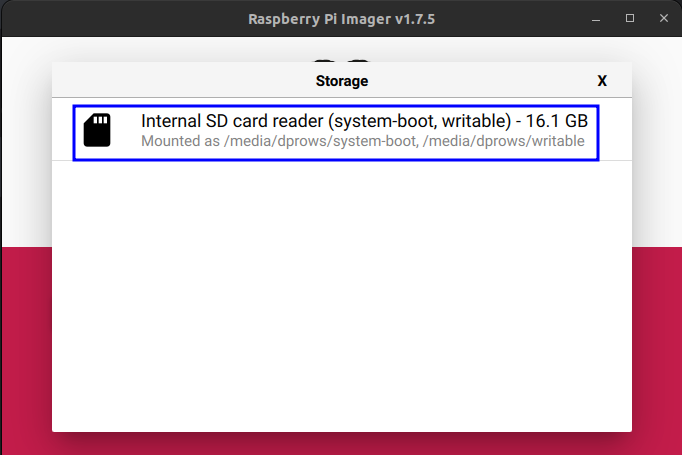 Raspberry Pi Imager v1.7.5
Storage
X
Internal SD card reader (system-boot, writable) - 16.1 GB
Mounted as /media/dprows/system-boot, /media/dprows/writable